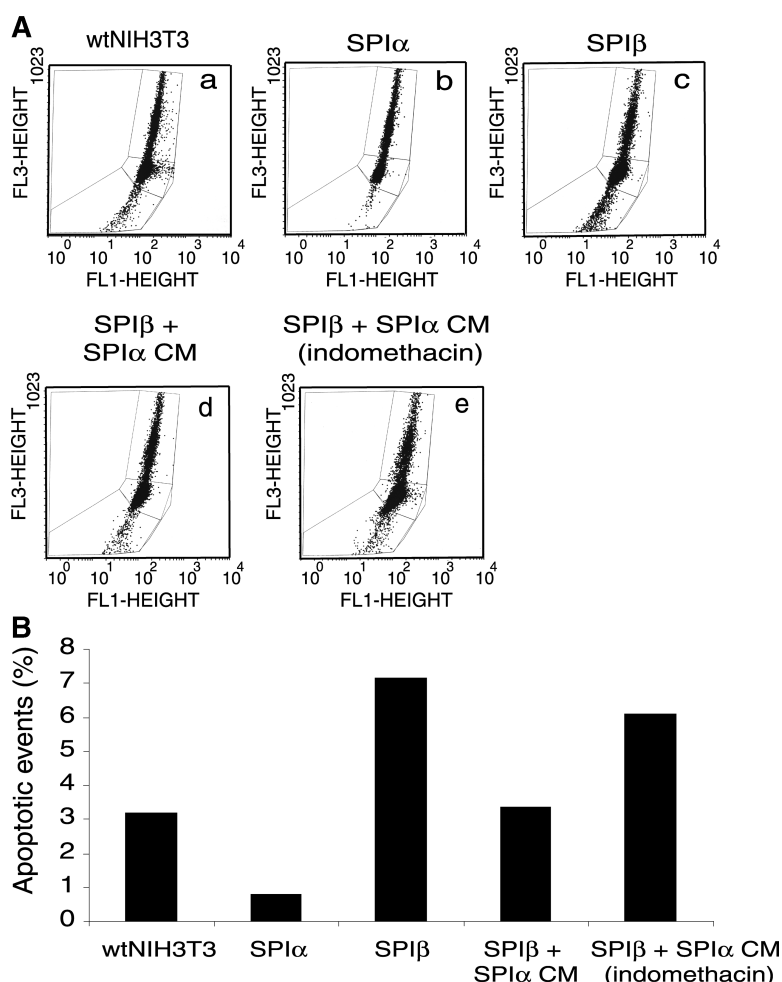 A
wtNIH3T3
SPIα
SPIβ
1023
FL3-HEIGHT
a
10^0 10^1 10^2 10^3 10^4
FL1-HEIGHT
1023
FL3-HEIGHT
b
10^0 10^1 10^2 10^3 10^4
FL1-HEIGHT
1023
FL3-HEIGHT
c
10^0 10^1 10^2 10^3 10^4
FL1-HEIGHT
SPIβ +
SPIα CM
SPIβ + SPIα CM
(indomethacin)
1023
FL3-HEIGHT
d
10^0 10^1 10^2 10^3 10^4
FL1-HEIGHT
1023
FL3-HEIGHT
e
10^0 10^1 10^2 10^3 10^4
FL1-HEIGHT
B
Apoptotic events (%)
8
7
6
5
4
3
2
1
0
wtNIH3T3
SPIα
SPIβ
SPIβ +
SPIα CM
SPIβ + SPIα CM
(indomethacin)